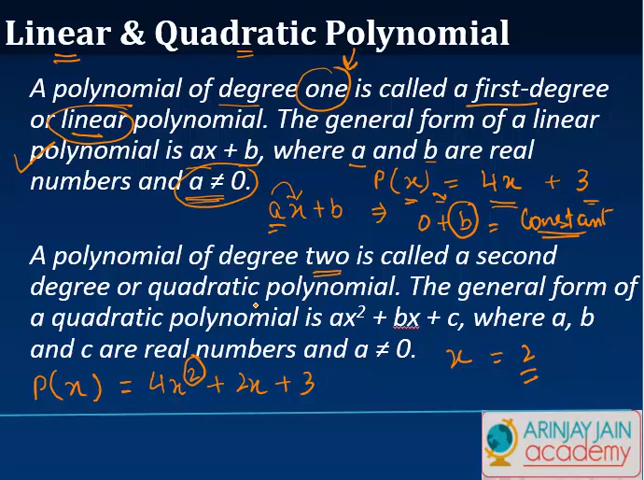 Linear & Quadratic Polynomial
A polynomial of degree one is called a first-degree
or linear polynomial. The general form of a linear
polynomial is ax + b, where a and b are real
numbers and a ≠ 0.
P(x) = 4x + 3
ax+b ⇒ 0+b = Constant
A polynomial of degree two is called a second
degree or quadratic polynomial. The general form of
a quadratic polynomial is ax² + bx + c, where a, b
and c are real numbers and a ≠ 0.
x = 2
P(x) = 4x² + 2x + 3
ARINJAY JAIN
academy